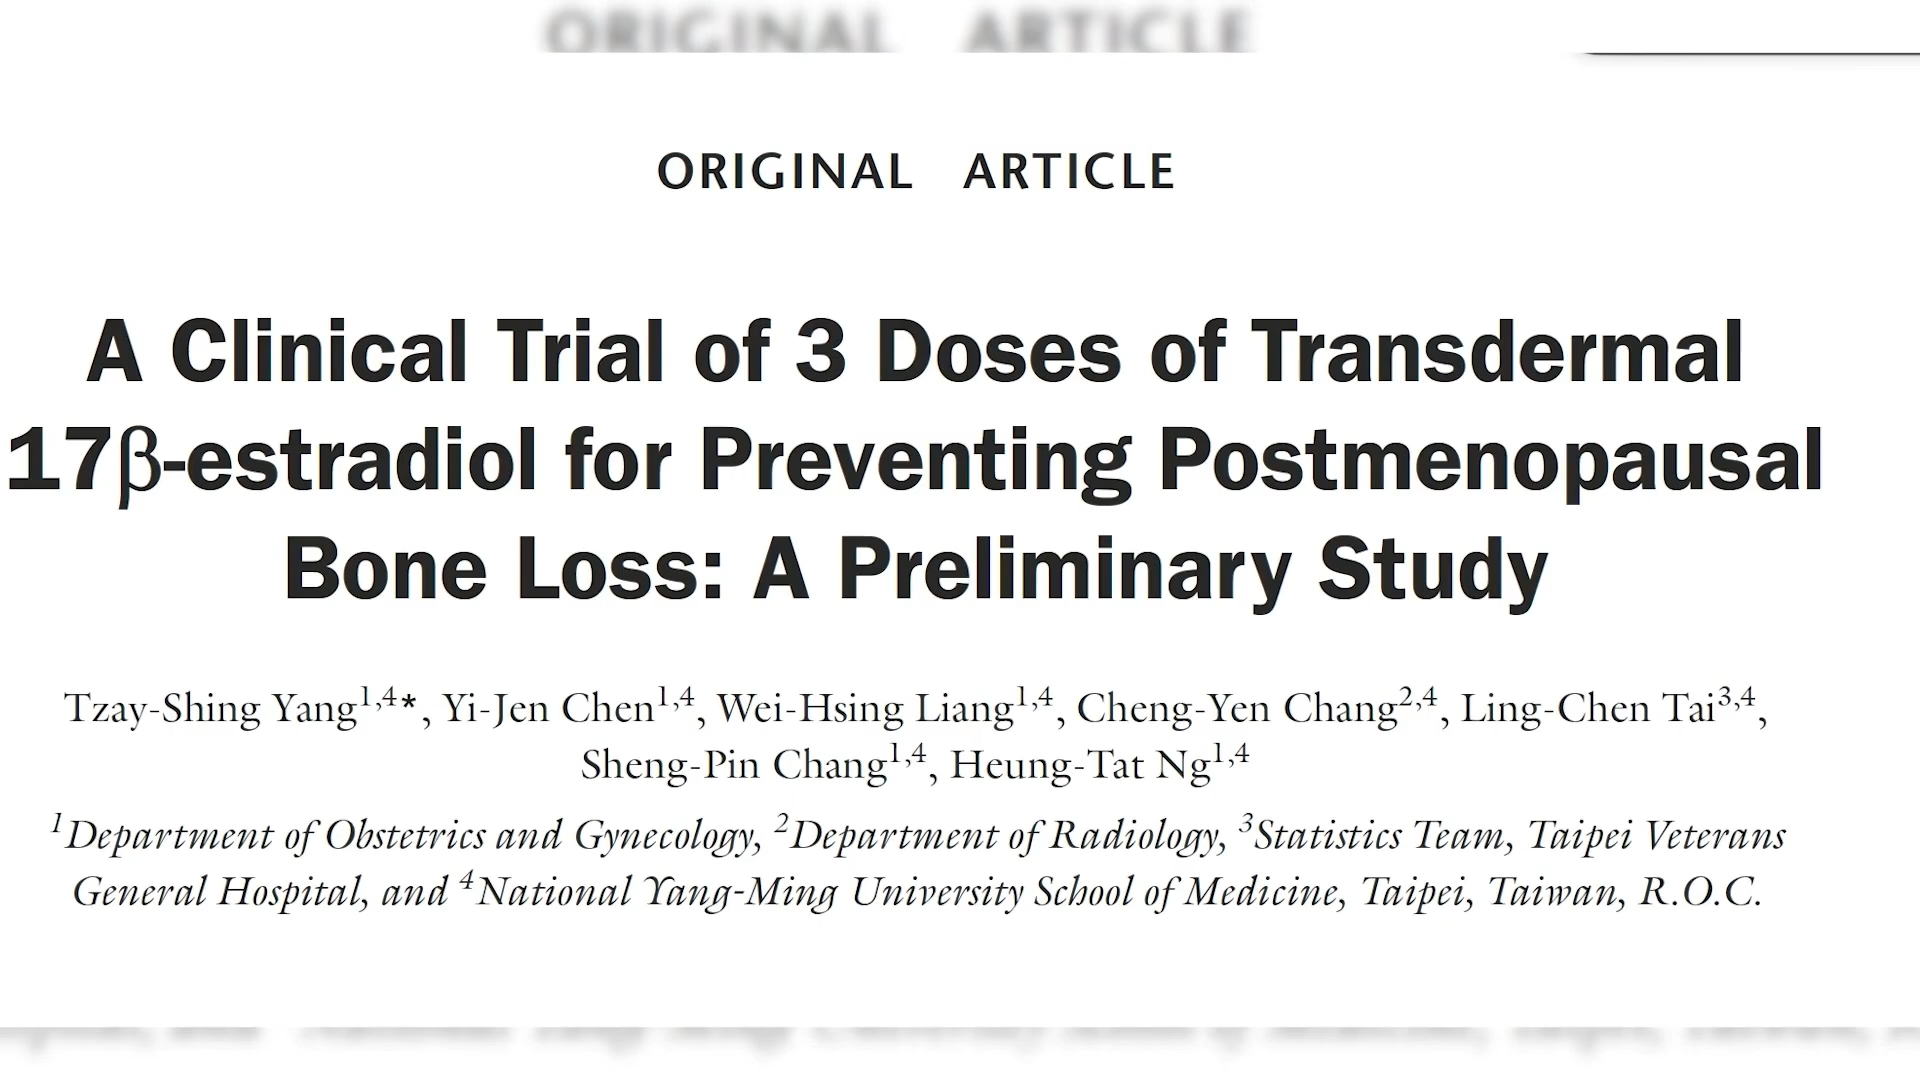 ORIGINAL ARTICLE
ORIGINAL ARTICLE
A Clinical Trial of 3 Doses of Transdermal
17β-estradiol for Preventing Postmenopausal
Bone Loss: A Preliminary Study
Tzay-Shing Yang1,4*, Yi-Jen Chen1,4, Wei-Hsing Liang1,4, Cheng-Yen Chang2,4, Ling-Chen Tai3,4,
Sheng-Pin Chang1,4, Heung-Tat Ng1,4
1Department of Obstetrics and Gynecology, 2Department of Radiology, 3Statistics Team, Taipei Veterans
General Hospital, and 4National Yang-Ming University School of Medicine, Taipei, Taiwan, R.O.C.